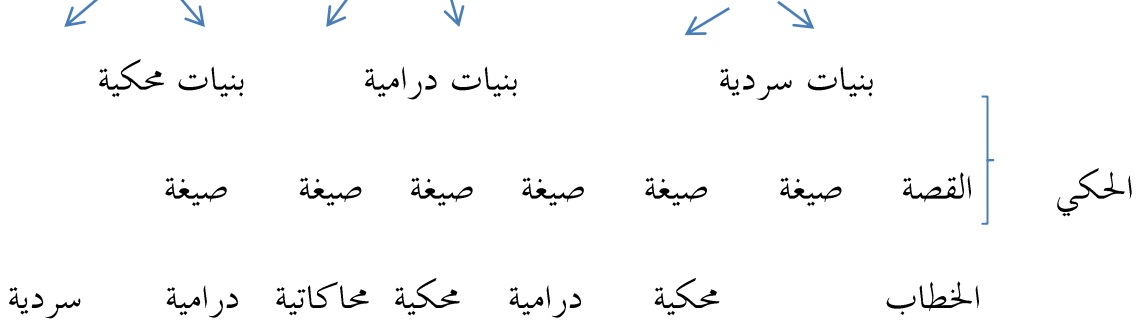 بنيات سردية بنيات درامية بنيات محكية
الحكي القصة صيغة صيغة صيغة صيغة صيغة صيغة
الخطاب محكية درامية محكية محاكاتية درامية سردية